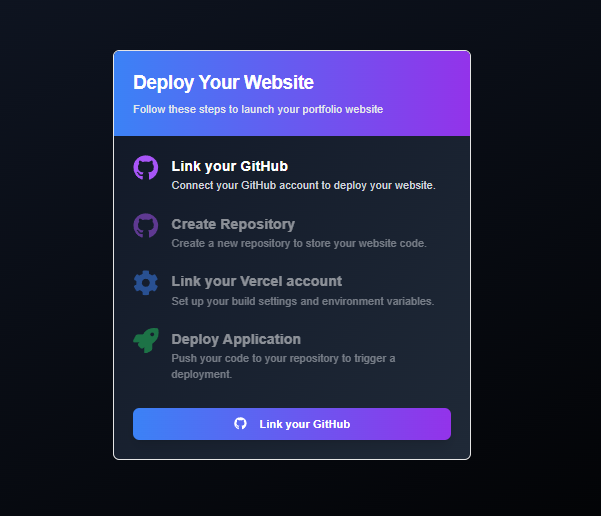 Deploy Your Website
Follow these steps to launch your portfolio website
Link your GitHub
Connect your GitHub account to deploy your website.
Create Repository
Create a new repository to store your website code.
Link your Vercel account
Set up your build settings and environment variables.
Deploy Application
Push your code to your repository to trigger a
deployment.
Link your GitHub